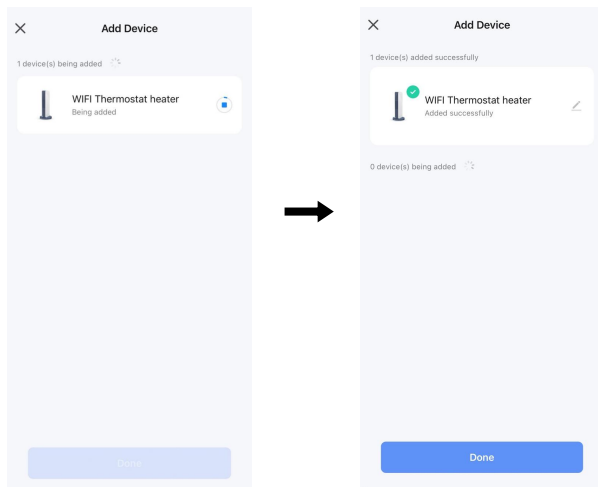 Add Device
1 device(s) being added
WIFI Thermostat heater
Being added
Done
Add Device
1 device(s) added successfully
WIFI Thermostat heater
Added successfully
0 device(s) being added
Done